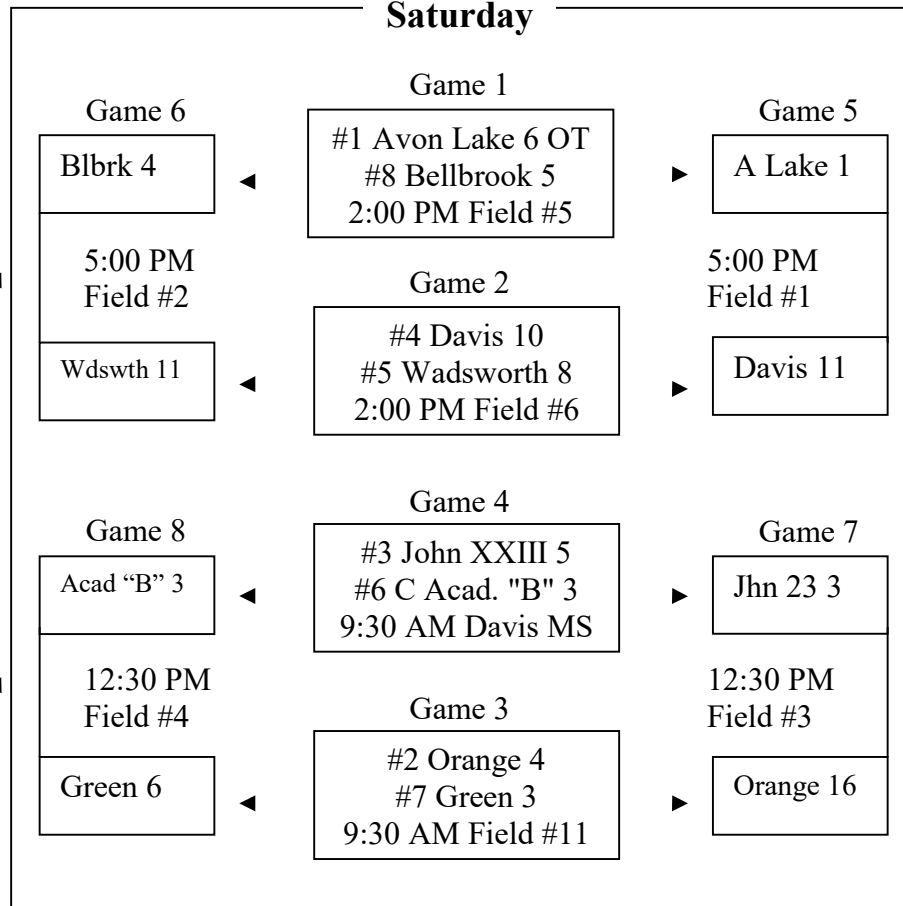 Saturday
Game 1
Game 6
Game 5
#1 Avon Lake 6 OT
#8 Bellbrook 5
2:00 PM Field #5
Blbrk 4
A Lake 1
5:00 PM
Field #2
5:00 PM
Field #1
Game 2
#4 Davis 10
#5 Wadsworth 8
2:00 PM Field #6
Wdswth 11
Davis 11
Game 4
Game 8
Game 7
#3 John XXIII 5
#6 C Acad. "B" 3
9:30 AM Davis MS
Acad “B” 3
Jhn 23 3
12:30 PM
Field #4
12:30 PM
Field #3
Game 3
#2 Orange 4
#7 Green 3
9:30 AM Field #11
Green 6
Orange 16